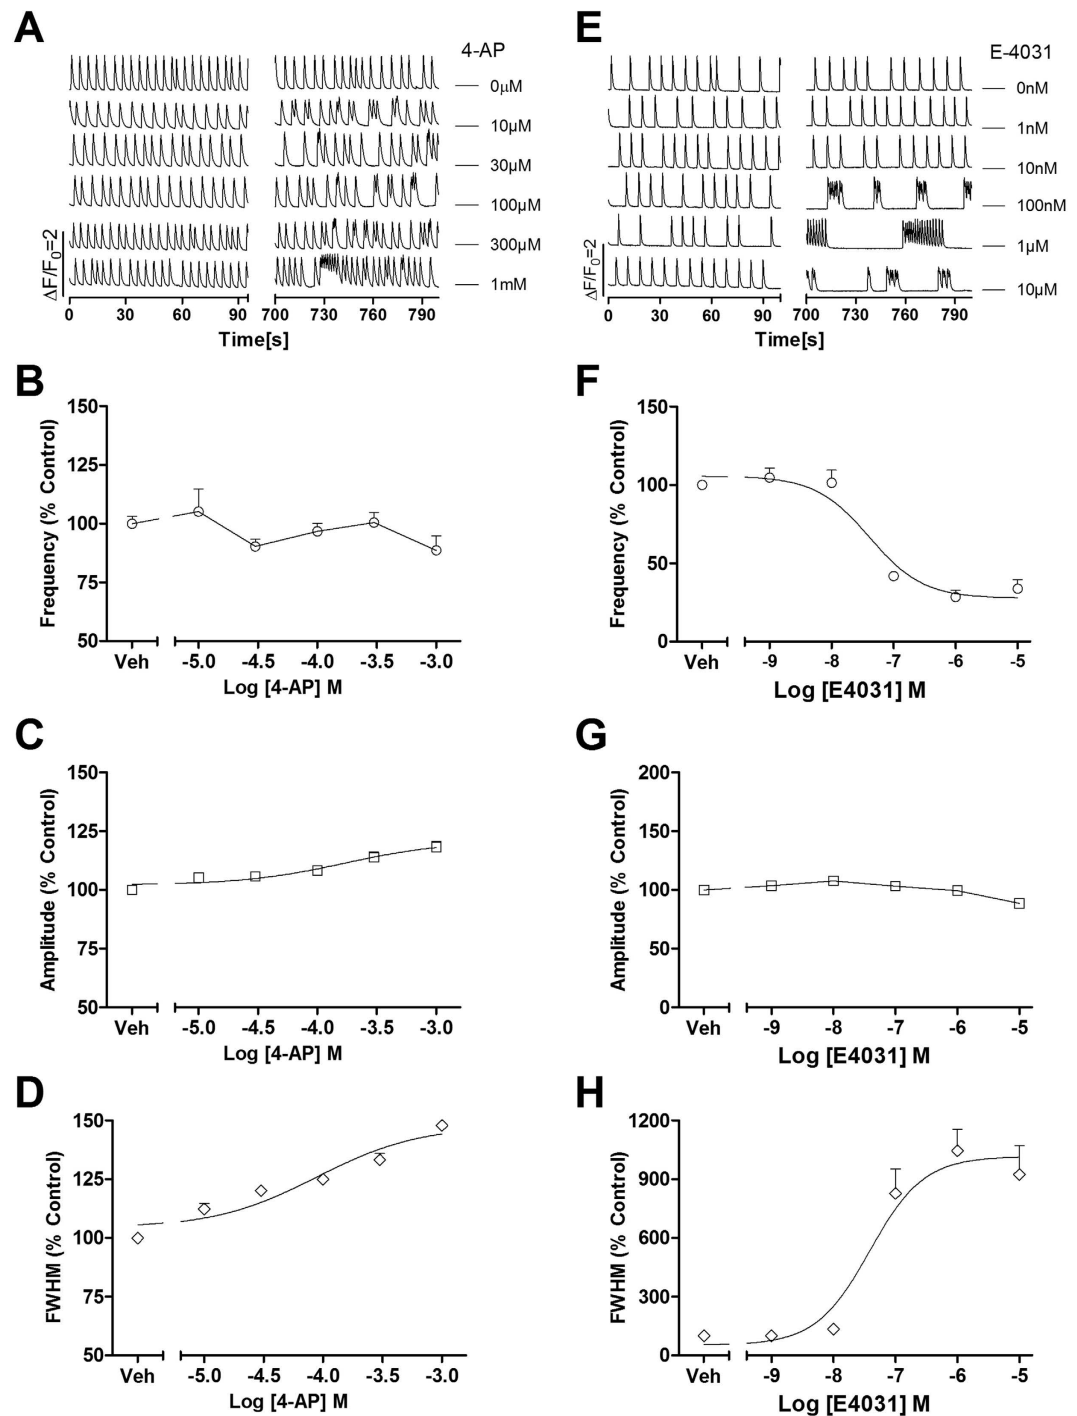 A
4-AP
0µM
10µM
30µM
100µM
300µM
1mM
ΔF/F0=2
0 30 60 90 700 730 760 790
Time[s]
E
E-4031
0nM
1nM
10nM
100nM
1µM
10µM
ΔF/F0=2
0 30 60 90 700 730 760 790
Time[s]
B
Frequency (% Control)
150
125
100
75
50
Veh -5.0 -4.5 -4.0 -3.5 -3.0
Log [4-AP] M
F
Frequency (% Control)
150
100
50
0
Veh -9 -8 -7 -6 -5
Log [E4031] M
C
Amplitude (% Control)
150
125
100
75
50
Veh -5.0 -4.5 -4.0 -3.5 -3.0
Log [4-AP] M
G
Amplitude (% Control)
200
150
100
50
0
Veh -9 -8 -7 -6 -5
Log [E4031] M
D
FWHM (% Control)
150
125
100
75
50
Veh -5.0 -4.5 -4.0 -3.5 -3.0
Log [4-AP] M
H
FWHM (% Control)
1200
900
600
300
0
Veh -9 -8 -7 -6 -5
Log [E4031] M